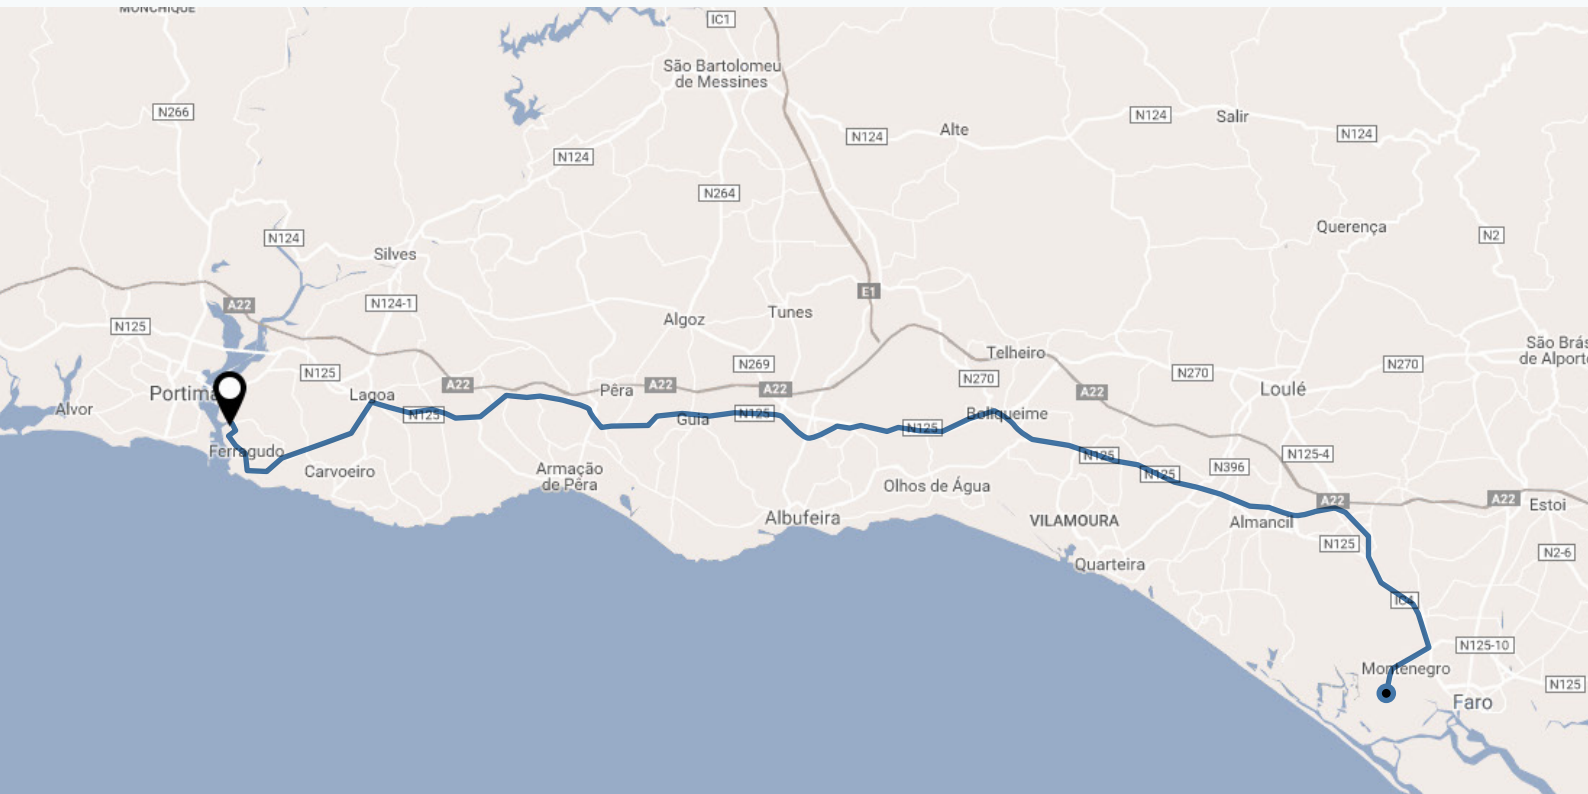 MONCHIQUE
IC1
São Bartolomeu
de Messines
N266
N124
Alte
N124
Salir
N124
N124
N264
N124
Silves
Querença
N2
A22
N124-1
E1
N125
Algoz
Tunes
Telheiro
São Brás
de Alport
N125
N269
N270
N270
N270
Portima
Lagoa
A22
Pêra
A22
A22
A22
Loulé
Alvor
N125
Guia
N125
N125
Boliqueime
Ferragudo
Carvoeiro
Armação
de Pêra
Olhos de Água
N125
N125
N396
N125-4
Albufeira
VILAMOURA
Almancil
A22
A22
Estoi
N125
N2-6
Quarteira
IC4
N125-10
Montenegro
N125
Faro